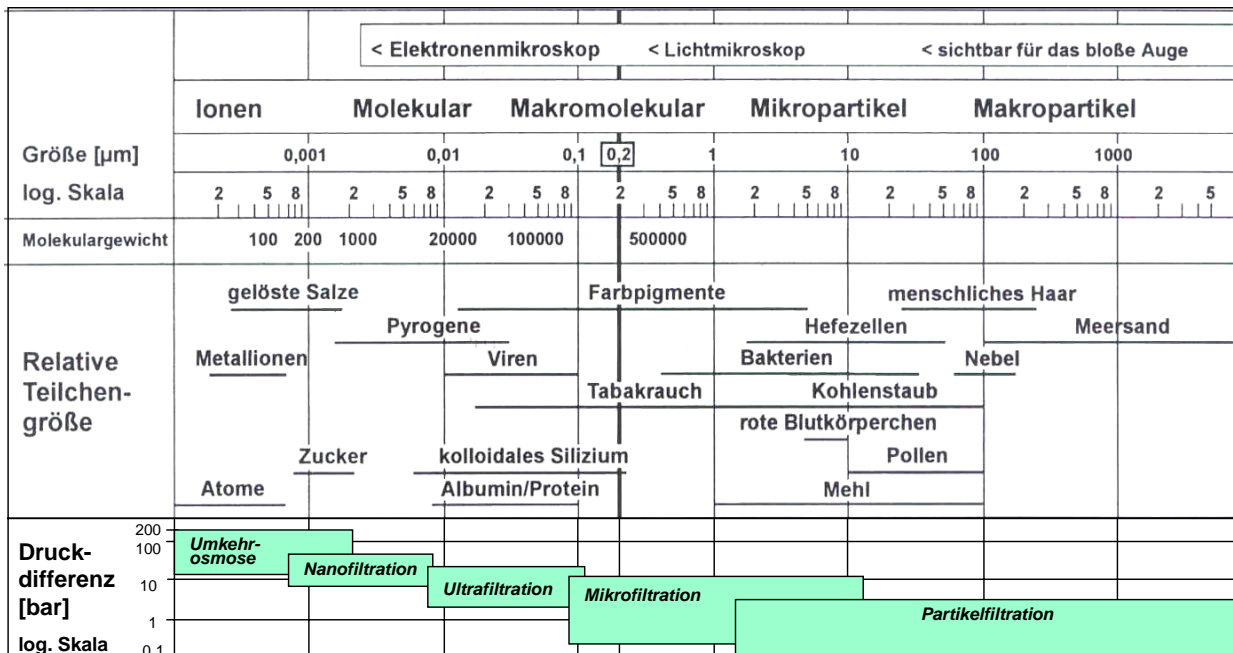 < Elektronenmikroskop < Lichtmikroskop < sichtbar für das bloße Auge
Ionen Molekular Makromolekular Mikropartikel Makropartikel
Größe [µm] 0,001 0,01 0,1 0,2 1 10 100 1000
log. Skala 2 5 8 2 5 8 2 5 8 2 5 8 2 5 8 2 5 8 2 5 8 2 5
Molekulargewicht 100 200 1000 20000 100000 500000
gelöste Salze Farbpigmente menschliches Haar
Pyrogene Hefezellen Meersand
Relative
Teilchen-
größe
Metallionen Viren Bakterien Nebel
Tabakrauch Kohlenstaub
rote Blutkörperchen
Zucker kolloidales Silizium Pollen
Atome Albumin/Protein Mehl
Druck-
differenz
[bar]
log. Skala
200
100
10
1
0.1
Umkehr-
osmose
Nanofiltration
Ultrafiltration
Mikrofiltration
Partikelfiltration